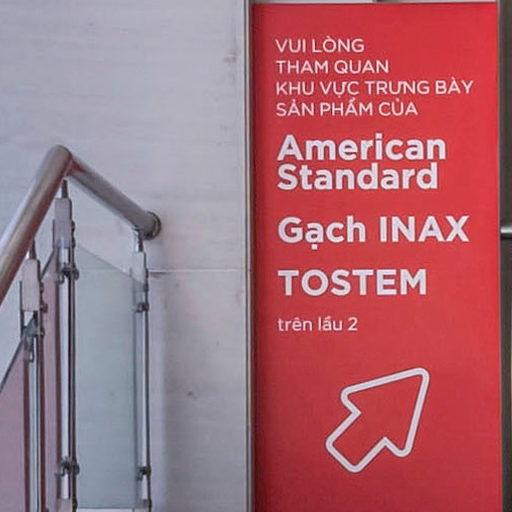 VUI LÒNG
THAM QUAN
KHU VỰC TRƯNG BÀY
SẢN PHẨM CỦA
American
Standard
Gạch INAX
TOSTEM
trên lầu 2